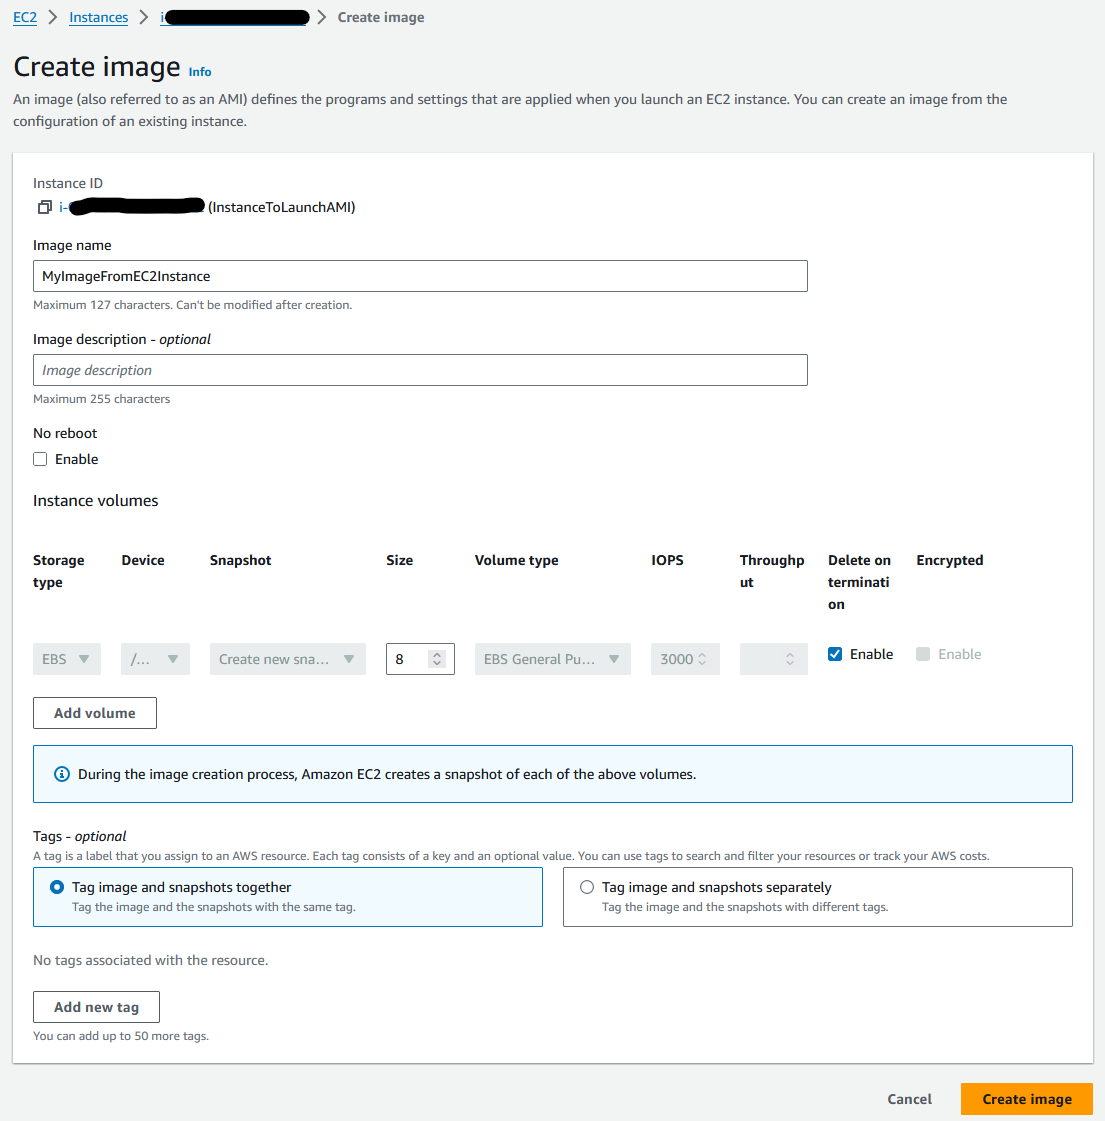 EC2 > Instances > i- > Create image
Create image Info
An image (also referred to as an AMI) defines the programs and settings that are applied when you launch an EC2 instance. You can create an image from the
configuration of an existing instance.
Instance ID
i- (InstanceToLaunchAMI)
Image name
MyImageFromEC2Instance
Maximum 127 characters. Can't be modified after creation.
Image description - optional
Image description
Maximum 255 characters
No reboot
Enable
Instance volumes
Storage Device Snapshot Size Volume type IOPS Throughp Delete on Encrypted
type ut terminati
on
EBS /... Create new sna... 8 EBS General Pu... 3000 Enable Enable
Add volume
During the image creation process, Amazon EC2 creates a snapshot of each of the above volumes.
Tags - optional
A tag is a label that you assign to an AWS resource. Each tag consists of a key and an optional value. You can use tags to search and filter your resources or track your AWS costs.
Tag image and snapshots together
Tag the image and the snapshots with the same tag.
Tag image and snapshots separately
Tag the image and the snapshots with different tags.
No tags associated with the resource.
Add new tag
You can add up to 50 more tags.
Cancel Create image